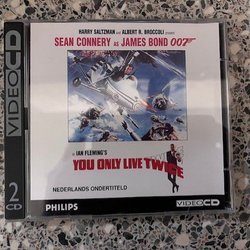 HARRY SALTZMAN AND ALBERT R. BROCCOLI
SEAN CONNERY AS JAMES BOND 007
IAN FLEMING'S
YOU ONLY LIVE TWICE
NEDERLANDS ONDERTITELD
PHILIPS
VIDEO CD
VIDEO CD
2
CD